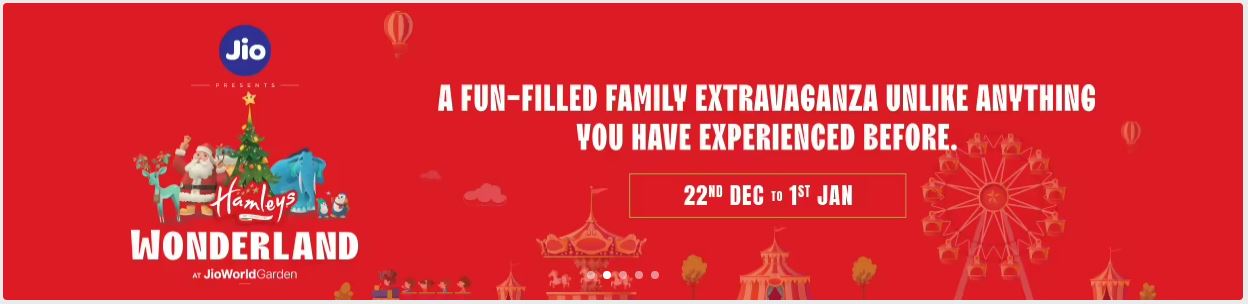 Jio
PRESENTS
Hamleys
WONDERLAND
AT JioWorldGarden
A FUN-FILLED FAMILY EXTRAVAGANZA UNLIKE ANYTHING
YOU HAVE EXPERIENCED BEFORE.
22ND DEC TO 1ST JAN